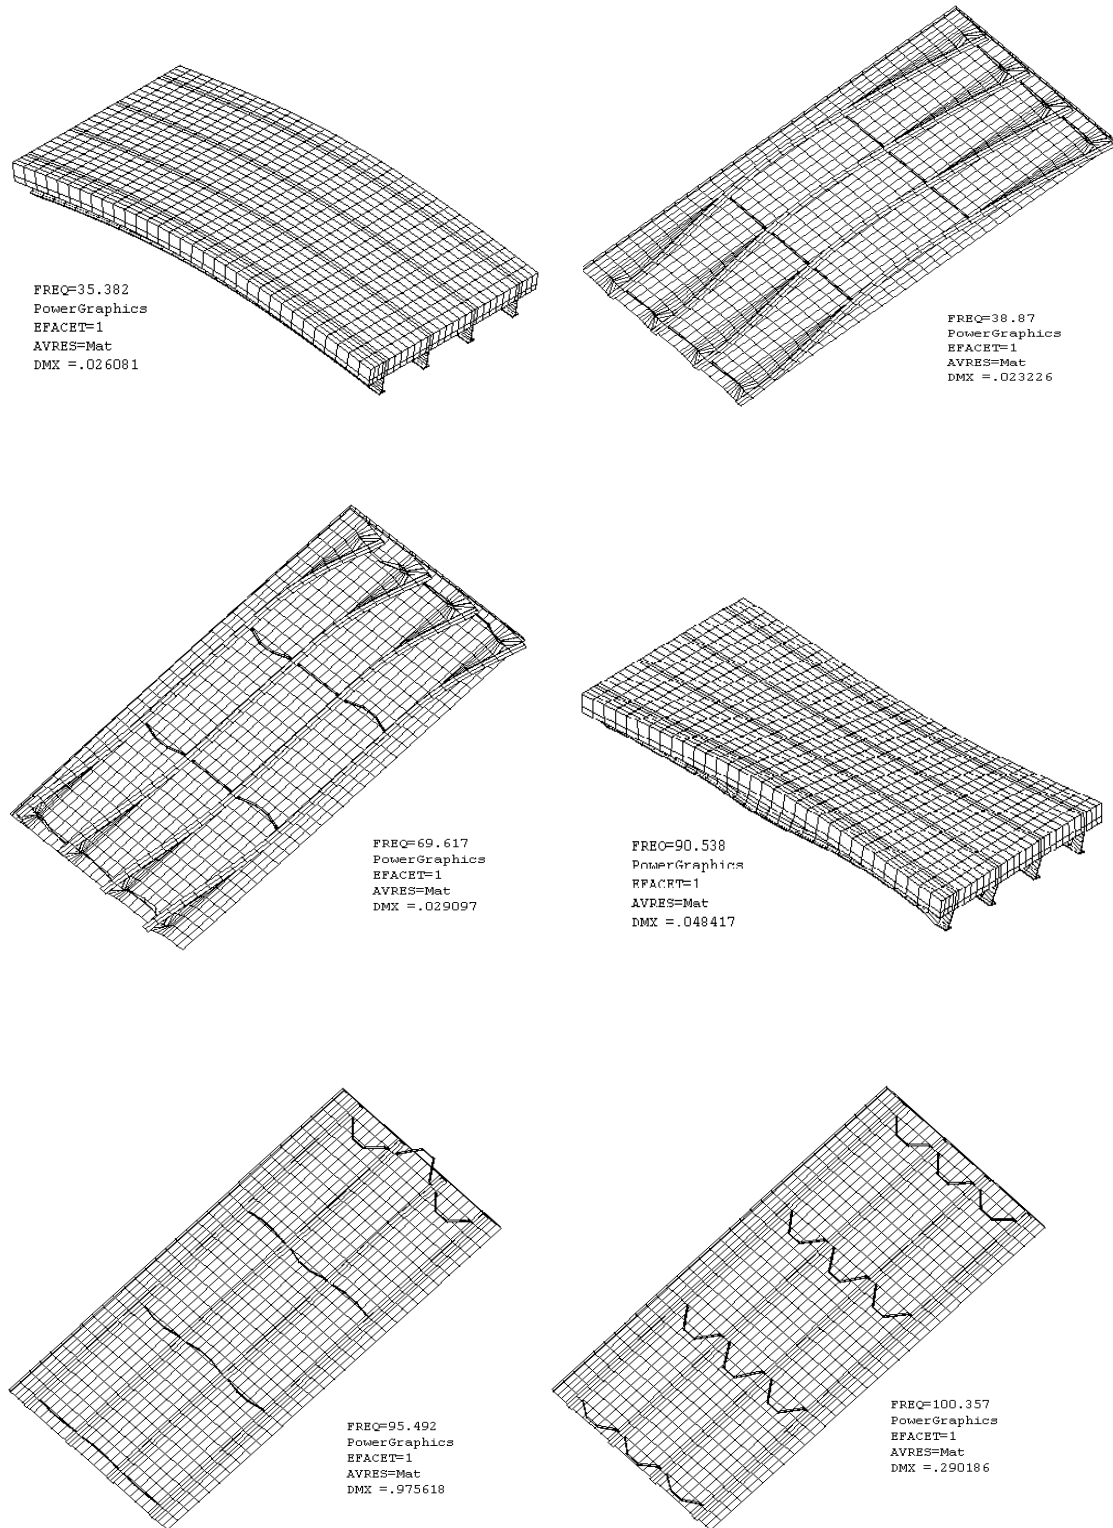 FREQ=35.382
PowerGraphics
EFACET=1
AVRES=Mat
DMX =.026081
FREQ=38.87
PowerGraphics
EFACET=1
AVRES=Mat
DMX =.023226
FREQ=69.617
PowerGraphics
EFACET=1
AVRES=Mat
DMX =.029097
FREQ=90.538
PowerGraphics
EFACET=1
AVRES=Mat
DMX =.048417
FREQ=95.492
PowerGraphics
EFACET=1
AVRES=Mat
DMX =.975618
FREQ=100.357
PowerGraphics
EFACET=1
AVRES=Mat
DMX =.290186